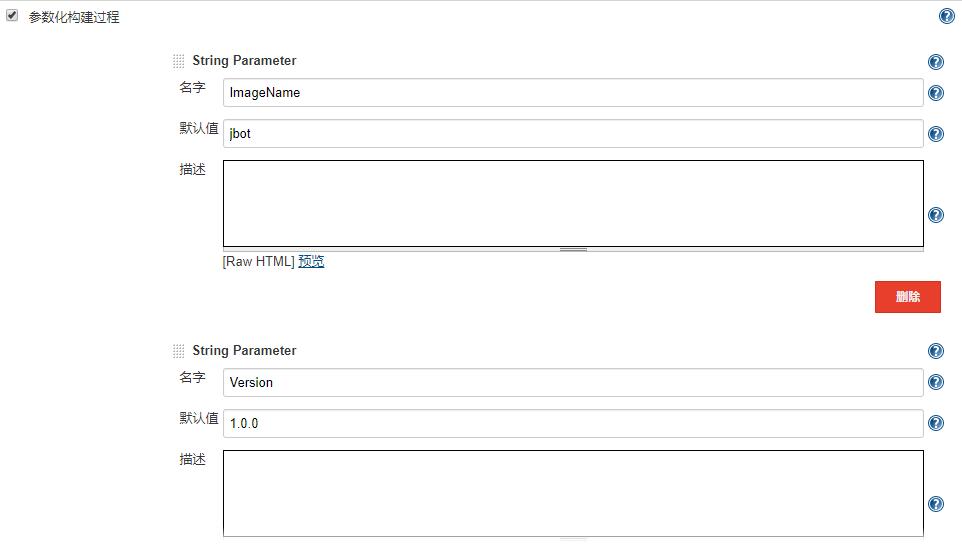 参数化构建过程
String Parameter
名字 ImageName
默认值 jbot
描述
[Raw HTML] 预览
删除
String Parameter
名字 Version
默认值 1.0.0
描述